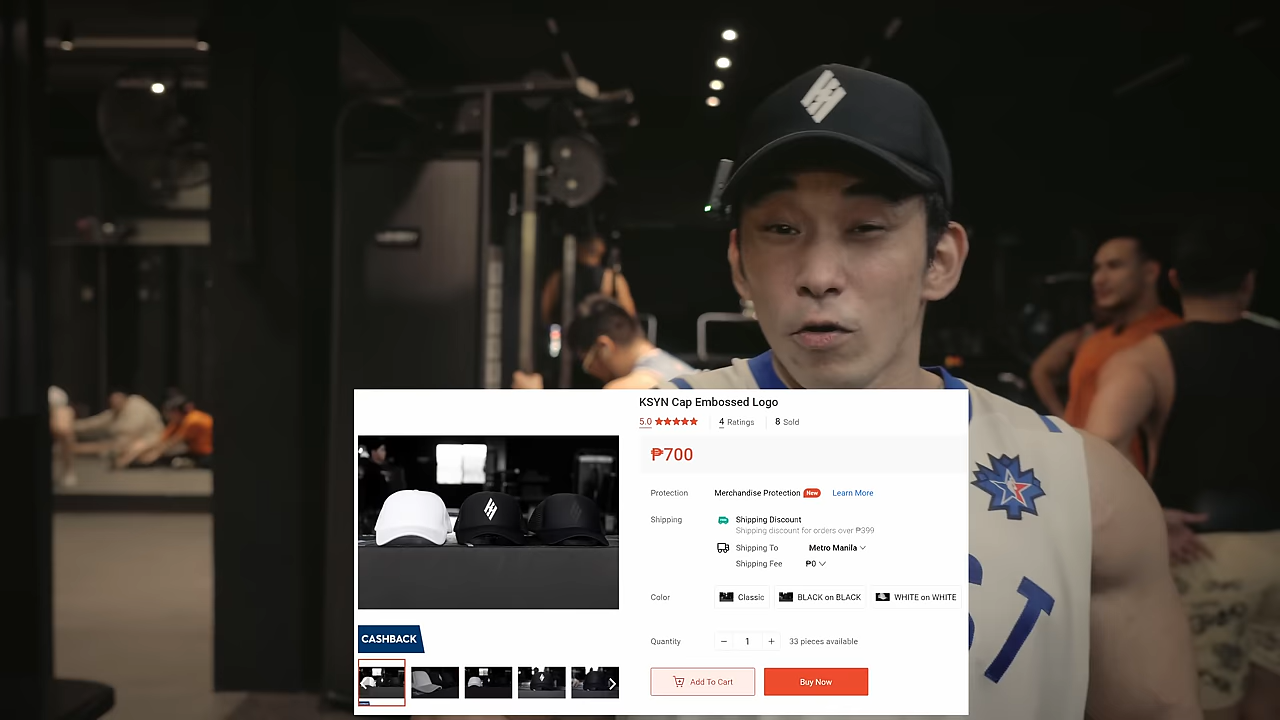 KSYN Cap Embossed Logo
5.0 4 Ratings 8 Sold
₱700
Protection Merchandise Protection New Learn More
Shipping Shipping Discount
Shipping discount for orders over ₱399
Shipping To Metro Manila
Shipping Fee ₱0
Color Classic BLACK on BLACK WHITE on WHITE
CASHBACK
Quantity − 1 + 33 pieces available
Add To Cart Buy Now
ST